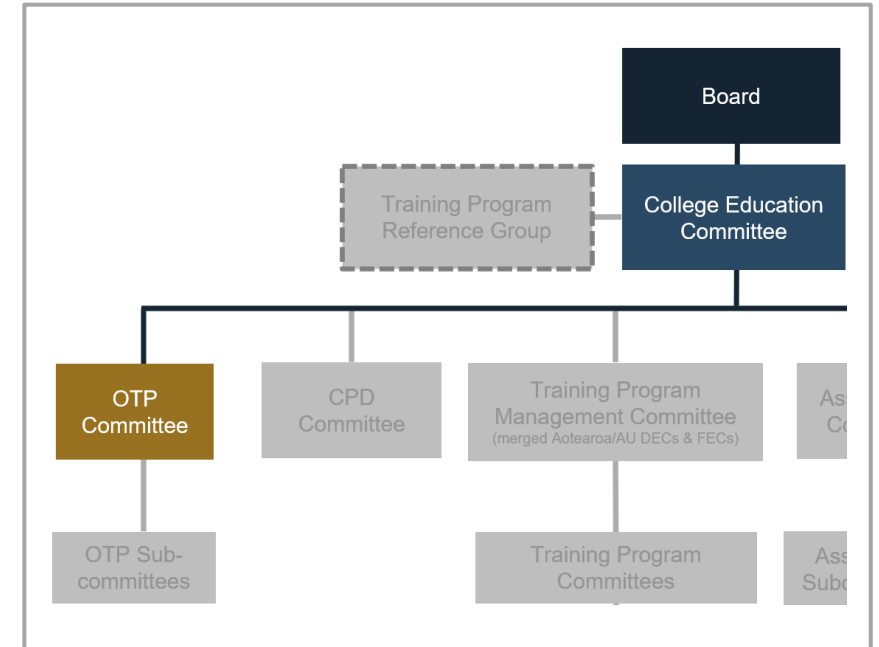 Board
Training Program
Reference Group
College Education
Committee
OTP
Committee
CPD
Committee
Training Program
Management Committee
(merged Aotearoa/AU DECs & FECs)
OTP Sub-
committees
Training Program
Committees